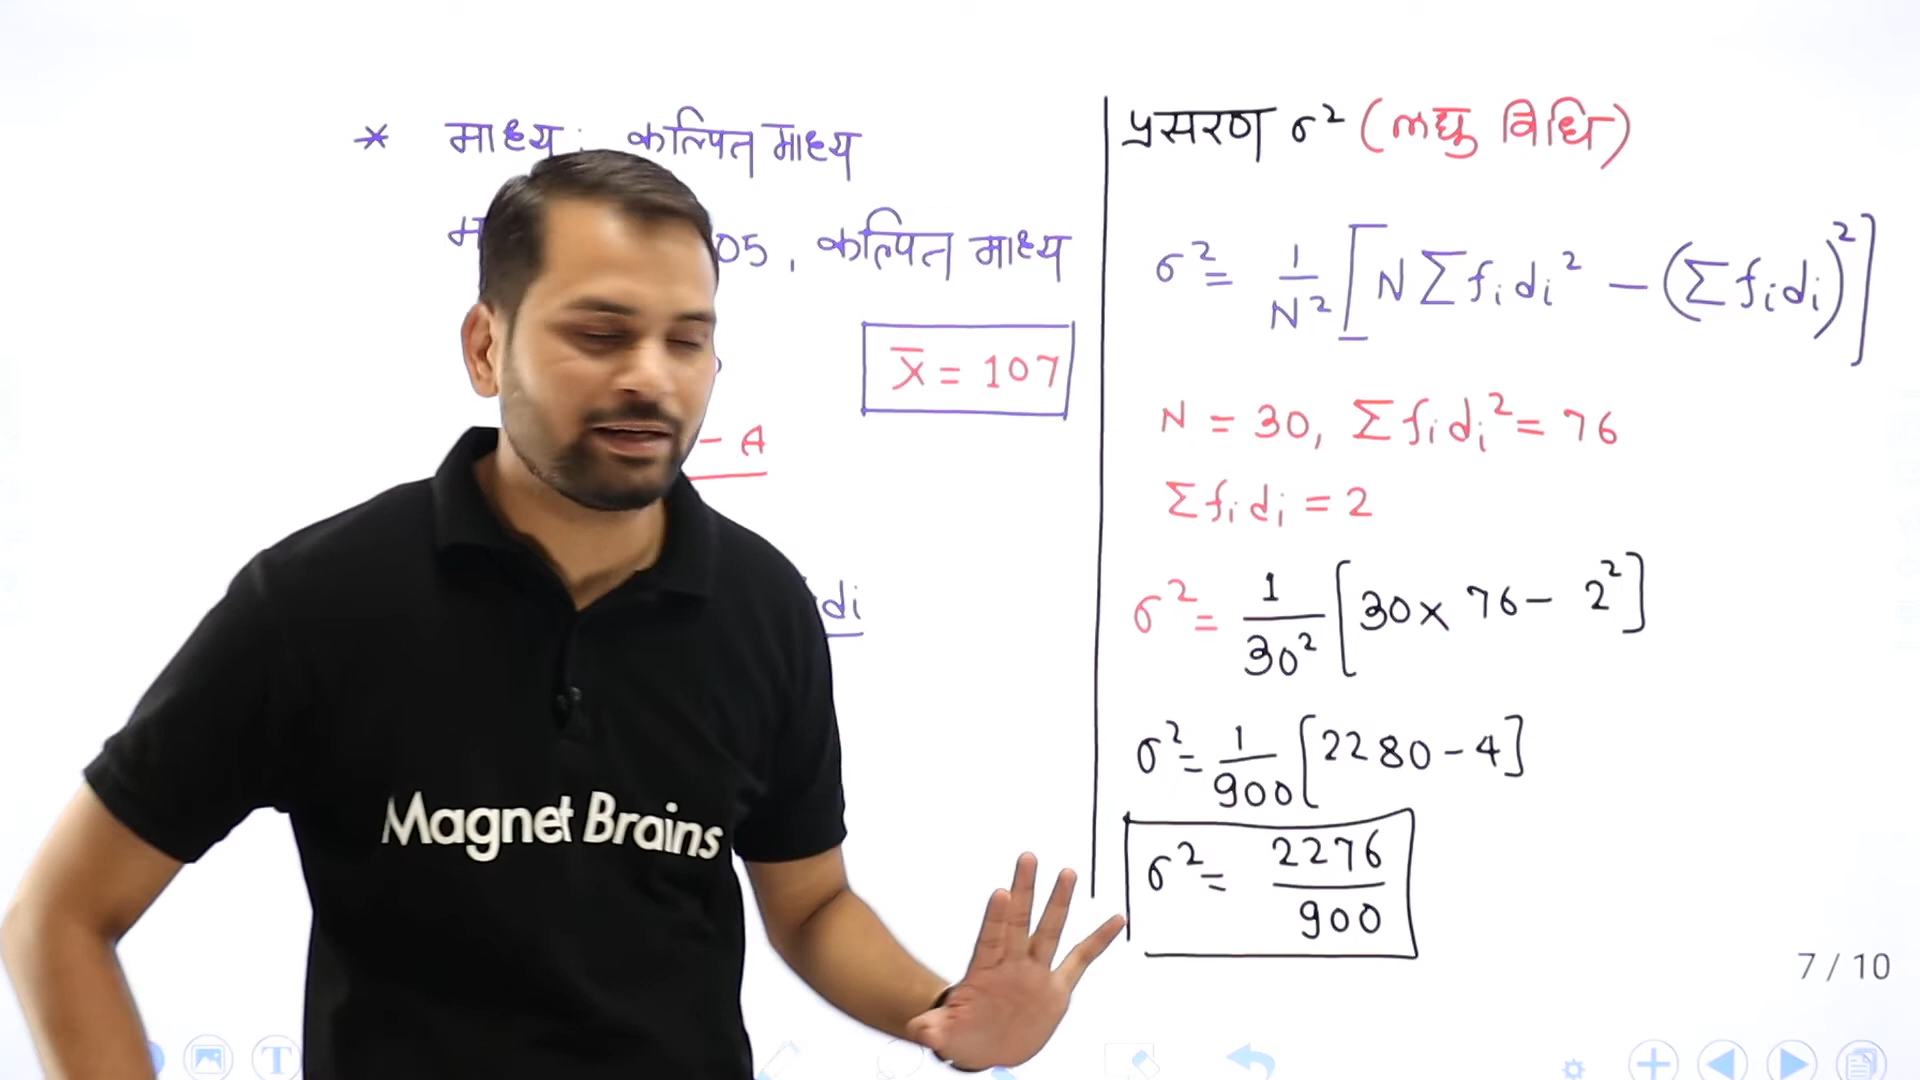 * माध्य : कल्पित माध्य
05, कल्पित माध्य
X̅ = 107
- A
di
प्रसरण σ² (लघु विधि)
σ² = 1/N² [N Σfᵢdᵢ² - (Σfᵢdᵢ)²]
N = 30, Σfᵢdᵢ² = 76
Σfᵢdᵢ = 2
σ² = 1/30² [30 × 76 - 2²]
σ² = 1/900 [2280 - 4]
σ² = 2276/900
Magnet Brains
7 / 10
T